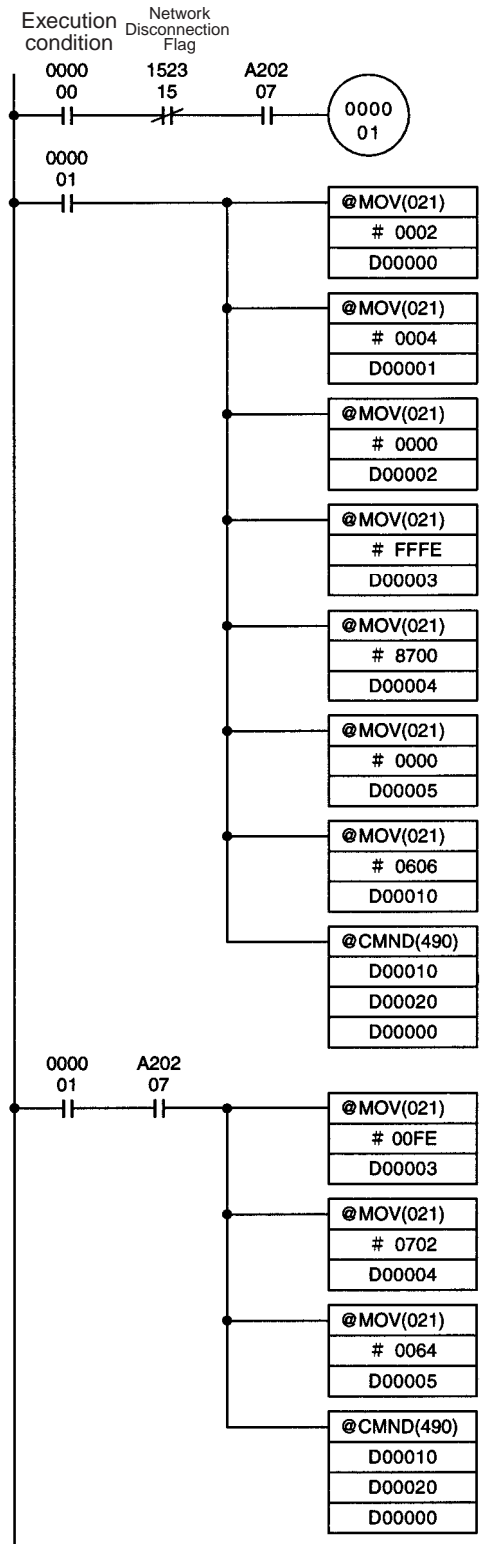 Execution condition
Network Disconnection Flag
0000 00
1523 15
A202 07
0000 01
0000 01
@MOV(021)
# 0002
D00000
@MOV(021)
# 0004
D00001
@MOV(021)
# 0000
D00002
@MOV(021)
# FFFE
D00003
@MOV(021)
# 8700
D00004
@MOV(021)
# 0000
D00005
@MOV(021)
# 0606
D00010
@CMND(490)
D00010
D00020
D00000
0000 01
A202 07
@MOV(021)
# 00FE
D00003
@MOV(021)
# 0702
D00004
@MOV(021)
# 0064
D00005
@CMND(490)
D00010
D00020
D00000